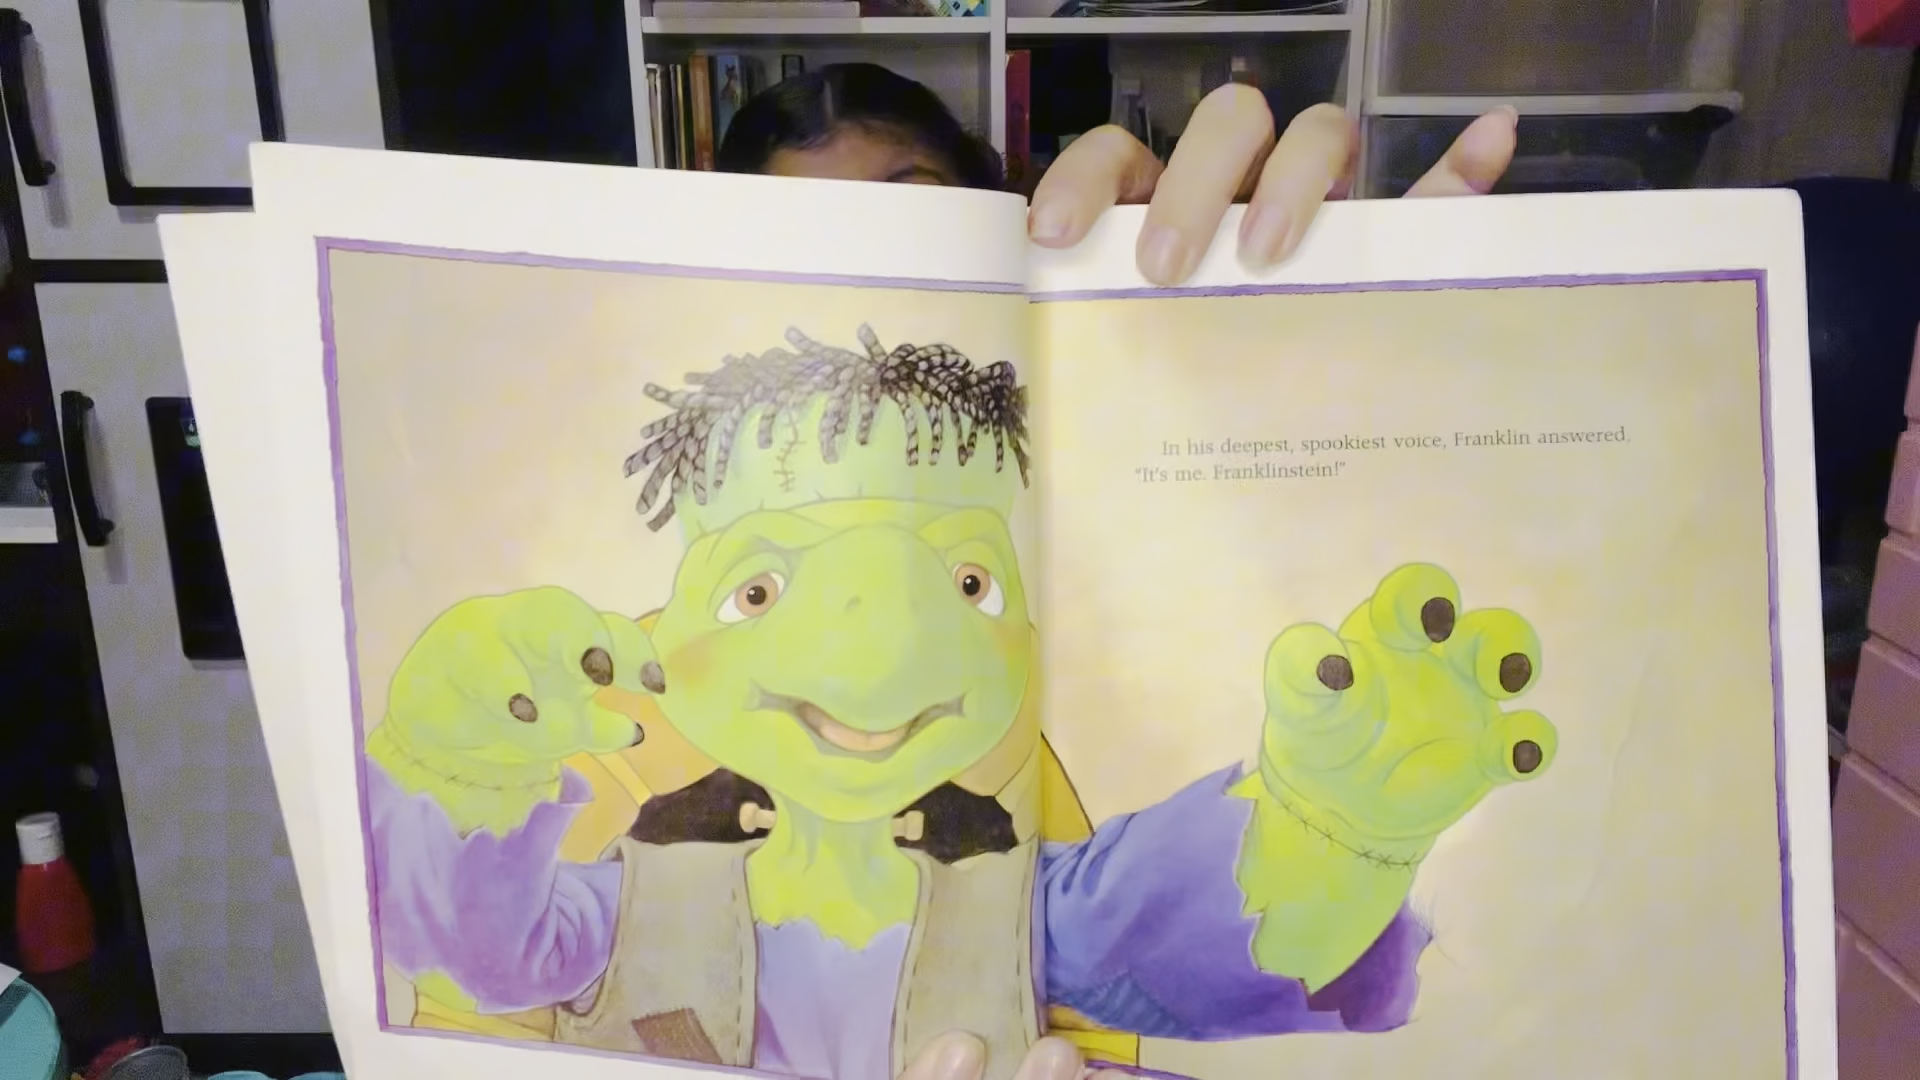 In his deepest, spookiest voice, Franklin answered,
"It's me. Franklinstein!"